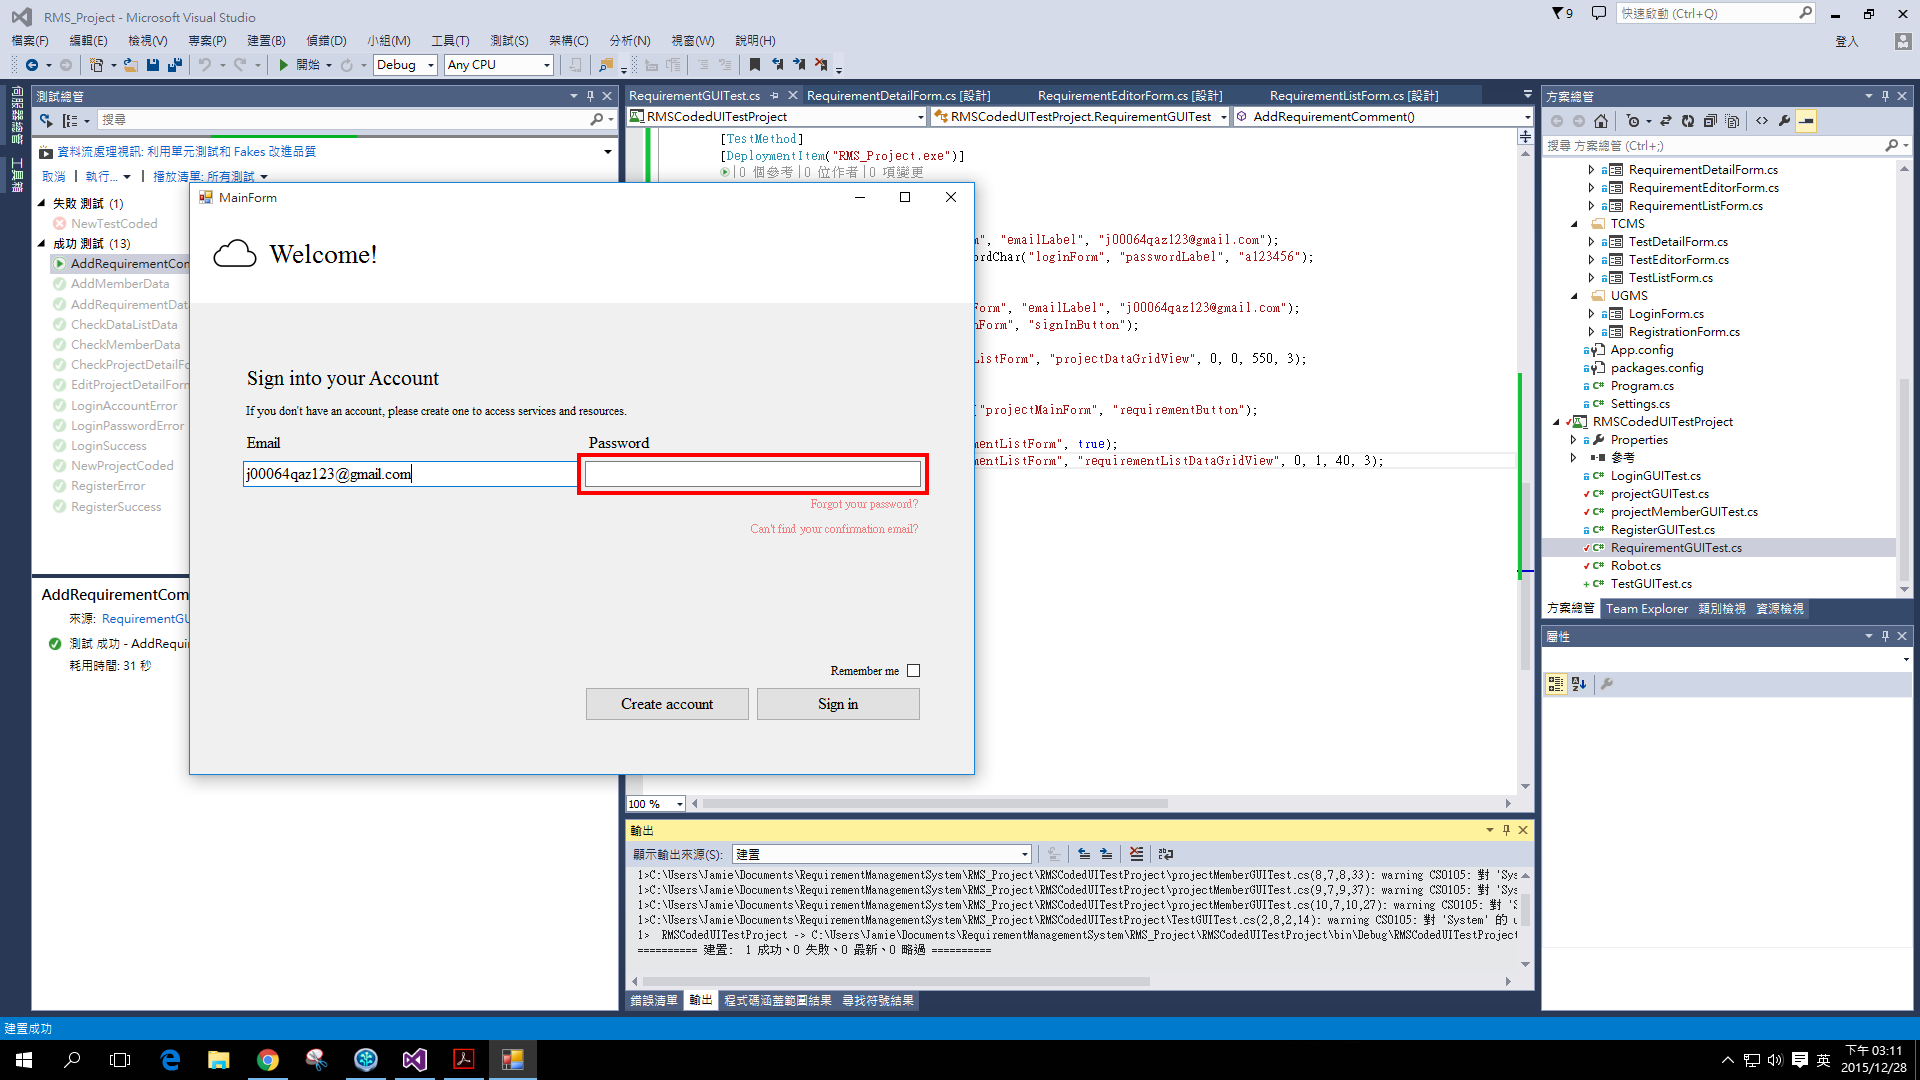 RMS_Project - Microsoft Visual Studio
9
快速啟動 (Ctrl+Q)
檔案(F) 編輯(E) 檢視(V) 專案(P) 建置(B) 偵錯(D) 小組(M) 工具(T) 測試(S) 架構(C) 分析(N) 視窗(W) 說明(H)
登入
開始 Debug Any CPU
伺服器總管
工具箱
測試總管
搜尋
資料流處理視訊: 利用單元測試和 Fakes 改進品質
取消 執行... 播放清單: 所有測試
失敗 測試 (1)
NewTestCoded
成功 測試 (13)
AddRequirementCon
AddMemberData
AddRequirementDat
CheckDataListData
CheckMemberData
CheckProjectDetailFo
EditProjectDetailForm
LoginAccountError
LoginPasswordError
LoginSuccess
NewProjectCoded
RegisterError
RegisterSuccess
AddRequirementCom
來源: RequirementGU
測試 成功 - AddRequir
耗用時間: 31 秒
MainForm
Welcome!
Sign into your Account
If you don't have an account, please create one to access services and resources.
Email
Password
j00064qaz123@gmail.com
Forgot your password?
Can't find your confirmation email?
Remember me
Create account
Sign in
RequirementGUITest.cs RequirementDetailForm.cs [設計] RequirementEditorForm.cs [設計] RequirementListForm.cs [設計]
RMSCodedUITestProject RMSCodedUITestProject.RequirementGUITest AddRequirementComment()
[TestMethod]
[DeploymentItem("RMS_Project.exe")]
|0 個參考|0 位作者|0 項變更
", "emailLabel", "j00064qaz123@gmail.com");
ordChar("loginForm", "passwordLabel", "a123456");
Form", "emailLabel", "j00064qaz123@gmail.com");
nForm", "signInButton");
ListForm", "projectDataGridView", 0, 0, 550, 3);
"projectMainForm", "requirementButton");
mentListForm", true);
mentListForm", "requirementListDataGridView", 0, 1, 40, 3);
100 %
輸出
顯示輸出來源(S): 建置
1>C:\Users\Jamie\Documents\RequirementManagementSystem\RMS_Project\RMSCodedUITestProject\projectMemberGUITest.cs(8,7,8,33): warning CS0105: 對 'Sys
1>C:\Users\Jamie\Documents\RequirementManagementSystem\RMS_Project\RMSCodedUITestProject\projectMemberGUITest.cs(9,7,9,37): warning CS0105: 對 'Sys
1>C:\Users\Jamie\Documents\RequirementManagementSystem\RMS_Project\RMSCodedUITestProject\projectMemberGUITest.cs(10,7,10,27): warning CS0105: 對 'S
1>C:\Users\Jamie\Documents\RequirementManagementSystem\RMS_Project\RMSCodedUITestProject\TestGUITest.cs(2,8,2,14): warning CS0105: 對 'System' 的 u
1> RMSCodedUITestProject -> C:\Users\Jamie\Documents\RequirementManagementSystem\RMS_Project\RMSCodedUITestProject\bin\Debug\RMSCodedUITestProject
========== 建置: 1 成功、0 失敗、0 最新、0 略過 ==========
錯誤清單 輸出 程式碼涵蓋範圍結果 尋找符號結果
方案總管
搜尋 方案總管 (Ctrl+;)
RequirementDetailForm.cs
RequirementEditorForm.cs
RequirementListForm.cs
TCMS
TestDetailForm.cs
TestEditorForm.cs
TestListForm.cs
UGMS
LoginForm.cs
RegistrationForm.cs
App.config
packages.config
Program.cs
Settings.cs
RMSCodedUITestProject
Properties
參考
LoginGUITest.cs
projectGUITest.cs
projectMemberGUITest.cs
RegisterGUITest.cs
RequirementGUITest.cs
Robot.cs
TestGUITest.cs
方案總管 Team Explorer 類別檢視 資源檢視
屬性
建置成功
英
下午 03:11
2015/12/28